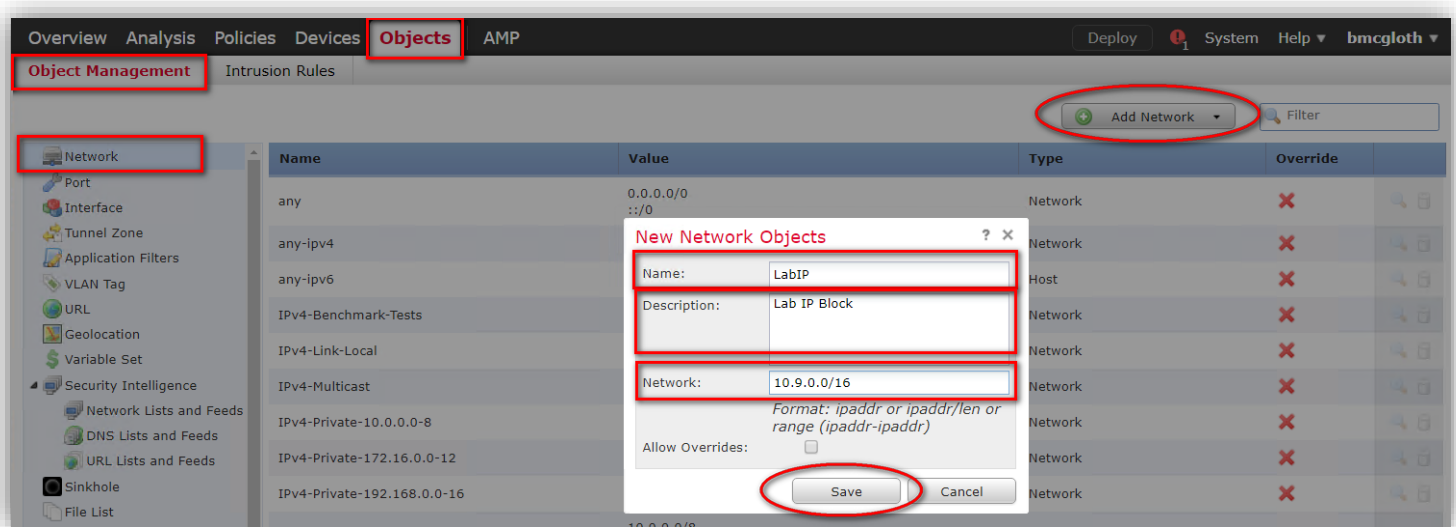 Overview Analysis Policies Devices Objects AMP Deploy 1 System Help bmcgloth
Object Management Intrusion Rules
Add Network Filter
Network
Port
Interface
Tunnel Zone
Application Filters
VLAN Tag
URL
Geolocation
Variable Set
Security Intelligence
Network Lists and Feeds
DNS Lists and Feeds
URL Lists and Feeds
Sinkhole
File List
Name Value Type Override
any 0.0.0.0/0 Network
::/0
any-ipv4 Network
any-ipv6 Host
IPv4-Benchmark-Tests Network
IPv4-Link-Local Network
IPv4-Multicast Network
IPv4-Private-10.0.0.0-8 Network
IPv4-Private-172.16.0.0-12 Network
IPv4-Private-192.168.0.0-16 Network
10.0.0.0/8
New Network Objects ?
Name: LabIP
Description: Lab IP Block
Network: 10.9.0.0/16
Format: ipaddr or ipaddr/len or
range (ipaddr-ipaddr)
Allow Overrides:
Save Cancel